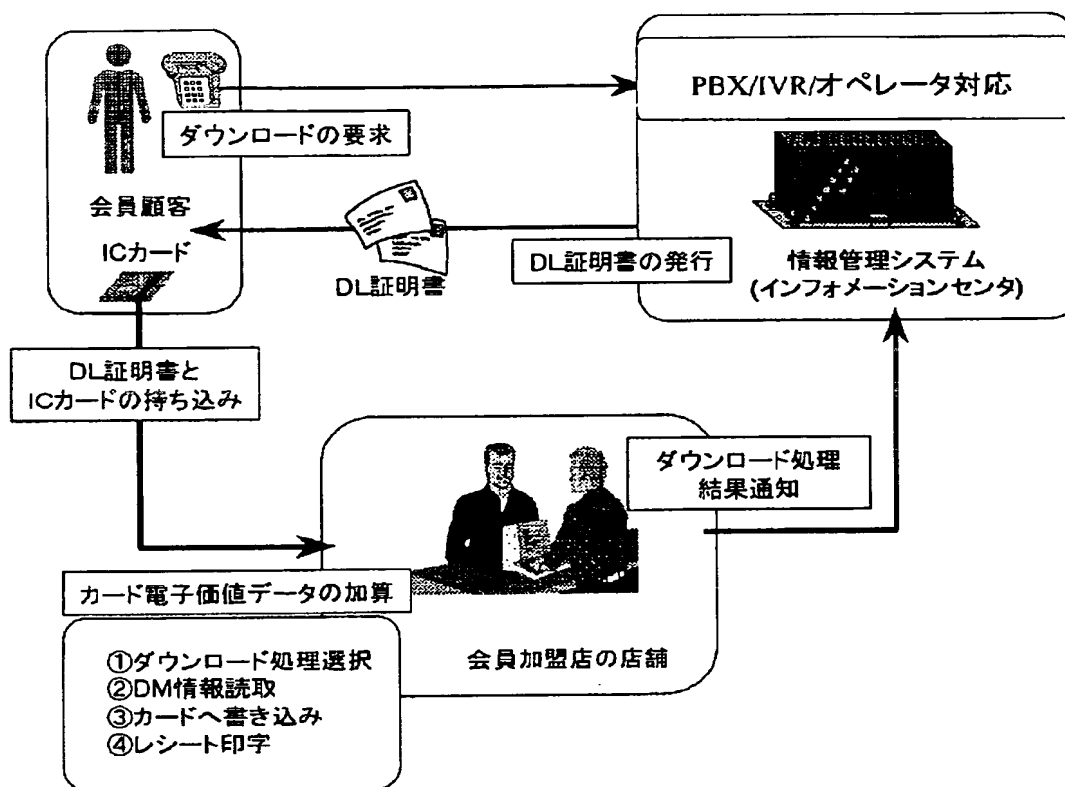 PBX/IVR/オペレータ対応
ダウンロードの要求
会員顧客
ICカード
DL証明書
DL証明書の発行
情報管理システム
(インフォメーションセンタ)
DL証明書と
ICカードの持ち込み
ダウンロード処理
結果通知
カード電子価値データの加算
①ダウンロード処理選択
②DM情報読取
③カードへ書き込み
④レシート印字
会員加盟店の店舗